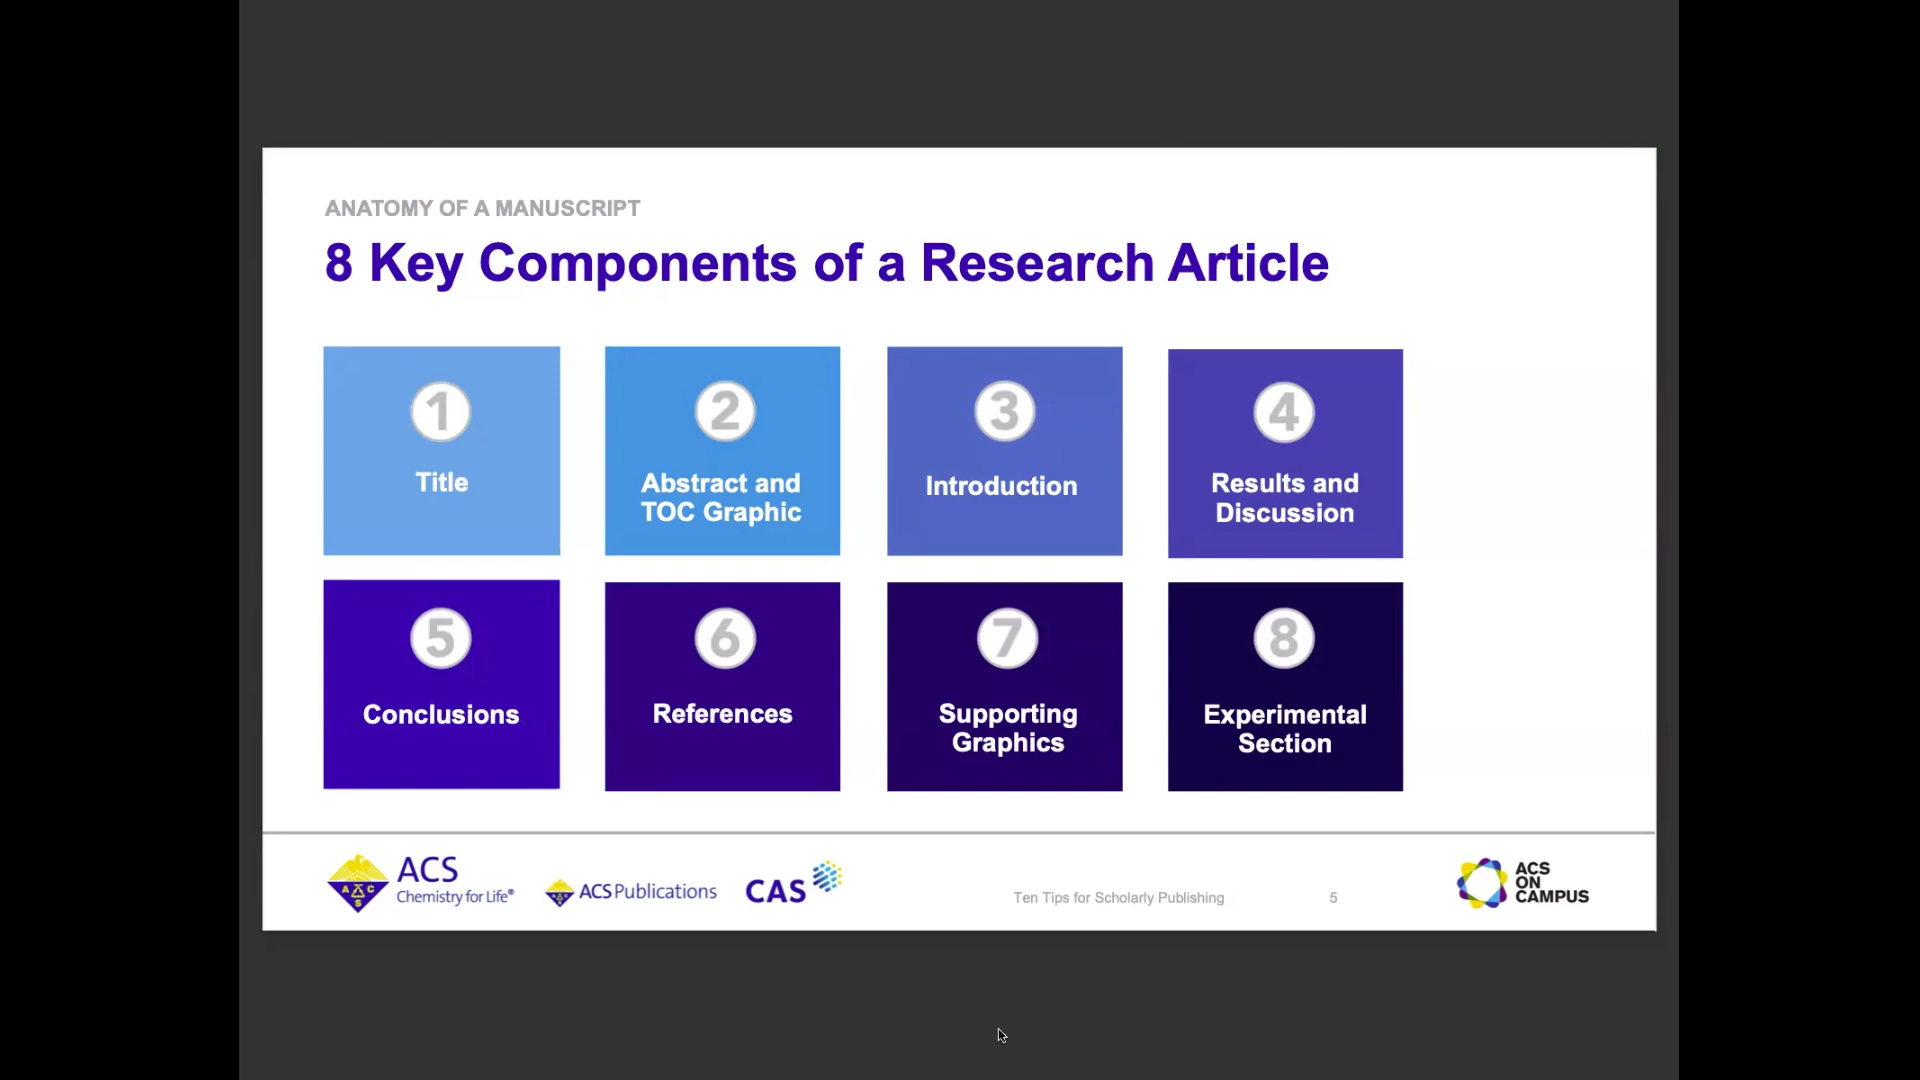 ANATOMY OF A MANUSCRIPT
8 Key Components of a Research Article
1
Title
2
Abstract and
TOC Graphic
3
Introduction
4
Results and
Discussion
5
Conclusions
6
References
7
Supporting
Graphics
8
Experimental
Section
A C S
ACS
Chemistry for Life®
ACS Publications
CAS
Ten Tips for Scholarly Publishing
5
ACS
ON
CAMPUS